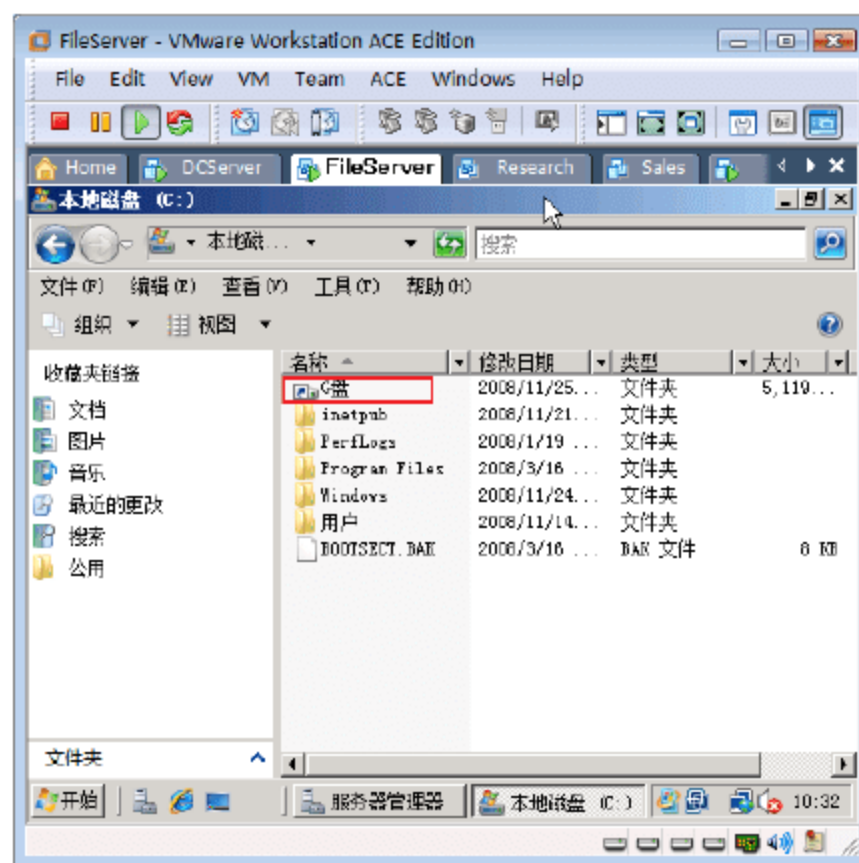 FileServer - VMware Workstation ACE Edition
File Edit View VM Team ACE Windows Help
Home DCServer FileServer Research Sales
本地磁盘 (C:)
本地磁... 搜索
文件(F) 编辑(E) 查看(V) 工具(T) 帮助(H)
组织 视图
收藏夹链接
文档
图片
音乐
最近的更改
搜索
公用
名称 修改日期 类型 大小
C盘 2008/11/25... 文件夹 5,119...
inetpub 2008/11/21... 文件夹
PerfLogs 2008/1/19 ... 文件夹
Program Files 2008/3/16 ... 文件夹
Windows 2008/11/24... 文件夹
用户 2008/11/14... 文件夹
BOOTSECT.BAK 2008/3/16 ... BAK 文件 8 KB
文件夹
开始 服务器管理器 本地磁盘 (C:) 10:32